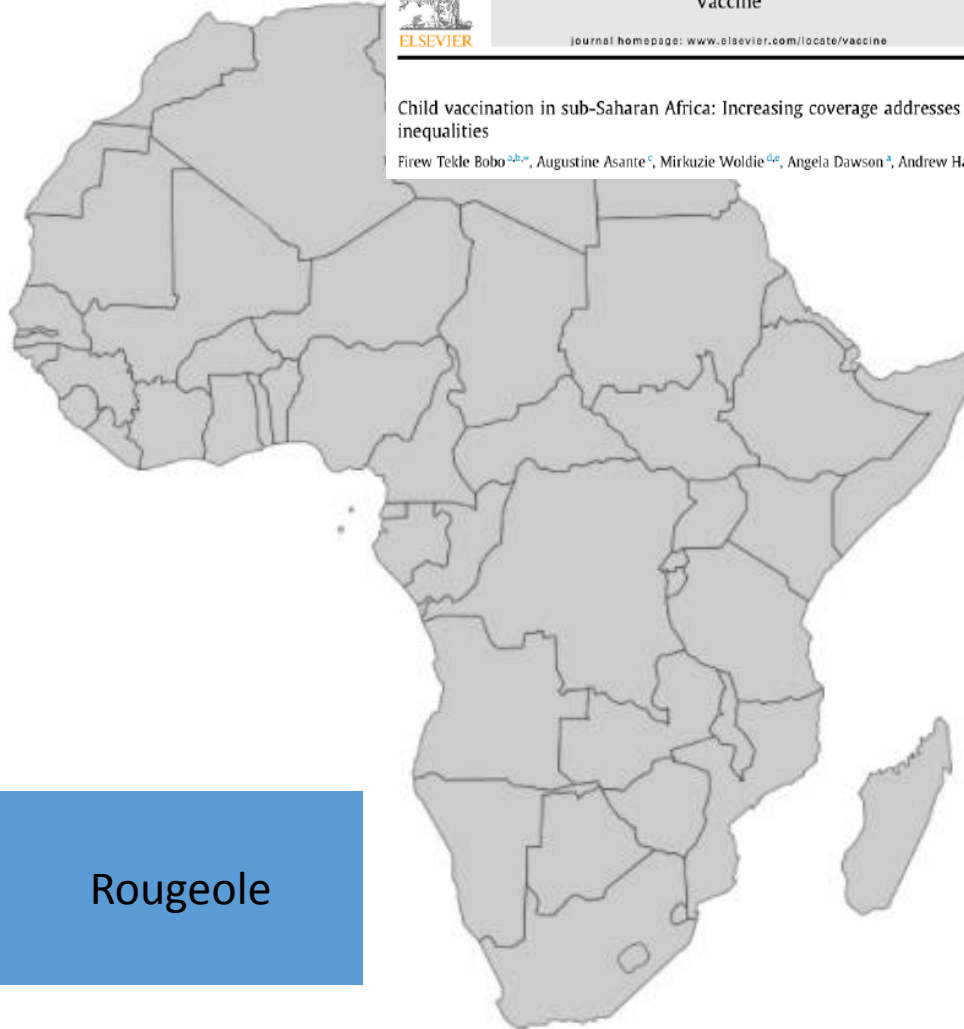 Vaccine
ELSEVIER
journal homepage: www.elsevier.com/locate/vaccine
Child vaccination in sub-Saharan Africa: Increasing coverage addresses
inequalities
Firew Tekle Bobo a,b,*, Augustine Asante c, Mirkuzie Woldie d,e, Angela Dawson a, Andrew
Rougeole